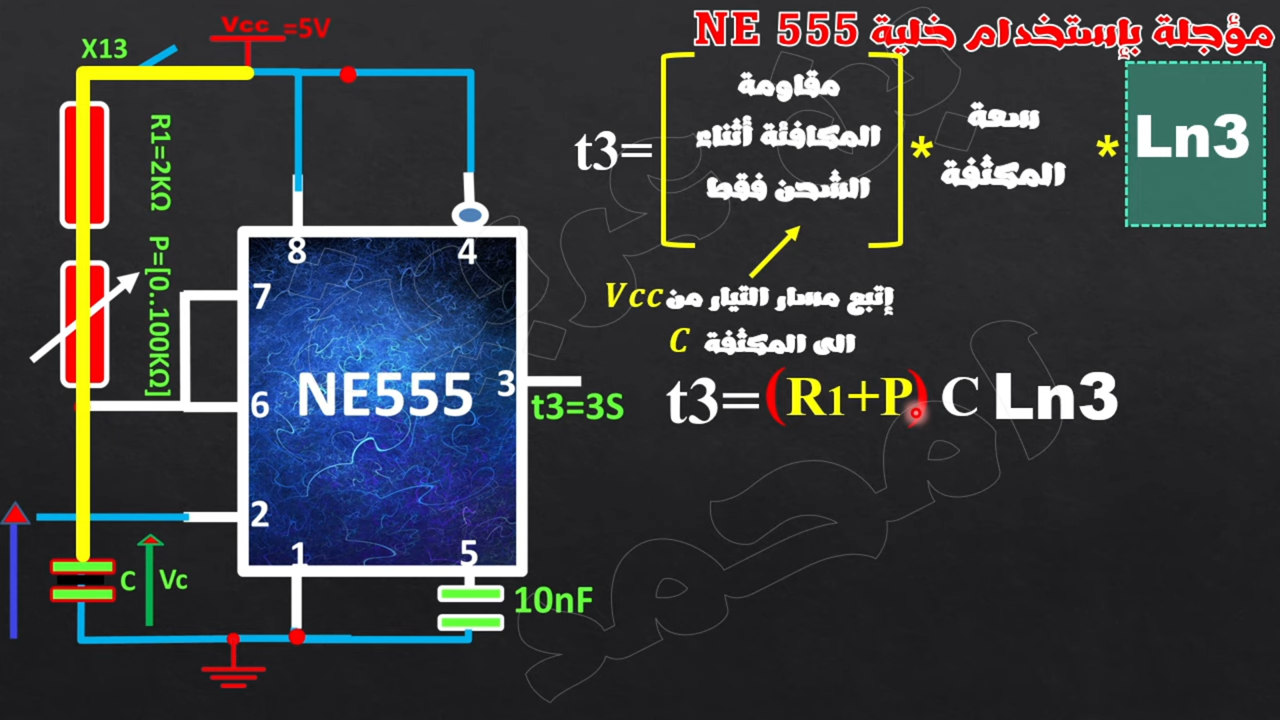 مؤجلة بإستخدام خلية NE 555
Vcc =5V
X13
R1=2KΩ
P=[0..100KΩ]
8
4
7
6
NE555
3
t3=3S
2
1
5
C
Vc
10nF
t3=
مقاومة
المكافئة أثناء
الشحن فقط
*
سعة
المكثفة
*
Ln3
إتبع مسار التيار من Vcc
الى المكثفة C
t3=(R1+P) C Ln3